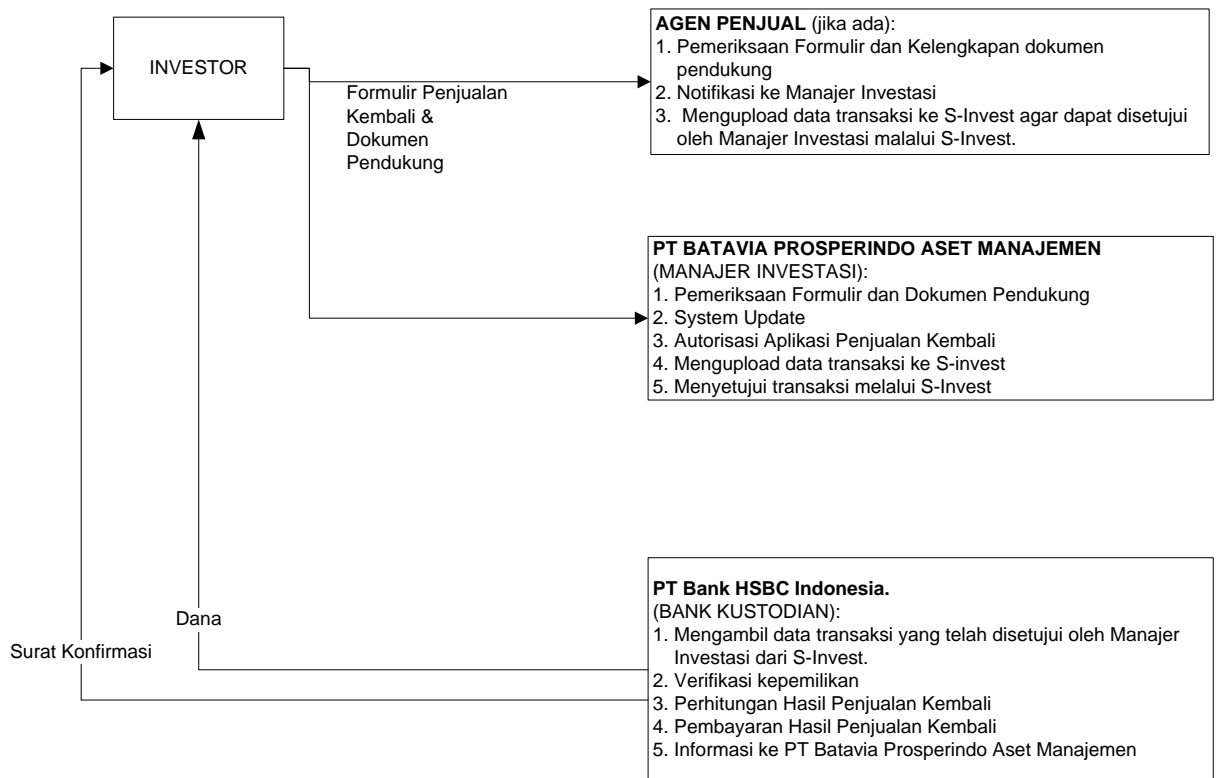 INVESTOR
Formulir Penjualan
Kembali &
Dokumen
Pendukung
AGEN PENJUAL (jika ada):
1. Pemeriksaan Formulir dan Kelengkapan dokumen
pendukung
2. Notifikasi ke Manajer Investasi
3. Mengupload data transaksi ke S-Invest agar dapat disetujui
oleh Manajer Investasi malalui S-Invest.
PT BATAVIA PROSPERINDO ASET MANAJEMEN
(MANAJER INVESTASI):
1. Pemeriksaan Formulir dan Dokumen Pendukung
2. System Update
3. Autorisasi Aplikasi Penjualan Kembali
4. Mengupload data transaksi ke S-invest
5. Menyetujui transaksi melalui S-Invest
Dana
Surat Konfirmasi
PT Bank HSBC Indonesia.
(BANK KUSTODIAN):
1. Mengambil data transaksi yang telah disetujui oleh Manajer
Investasi dari S-Invest.
2. Verifikasi kepemilikan
3. Perhitungan Hasil Penjualan Kembali
4. Pembayaran Hasil Penjualan Kembali
5. Informasi ke PT Batavia Prosperindo Aset Manajemen